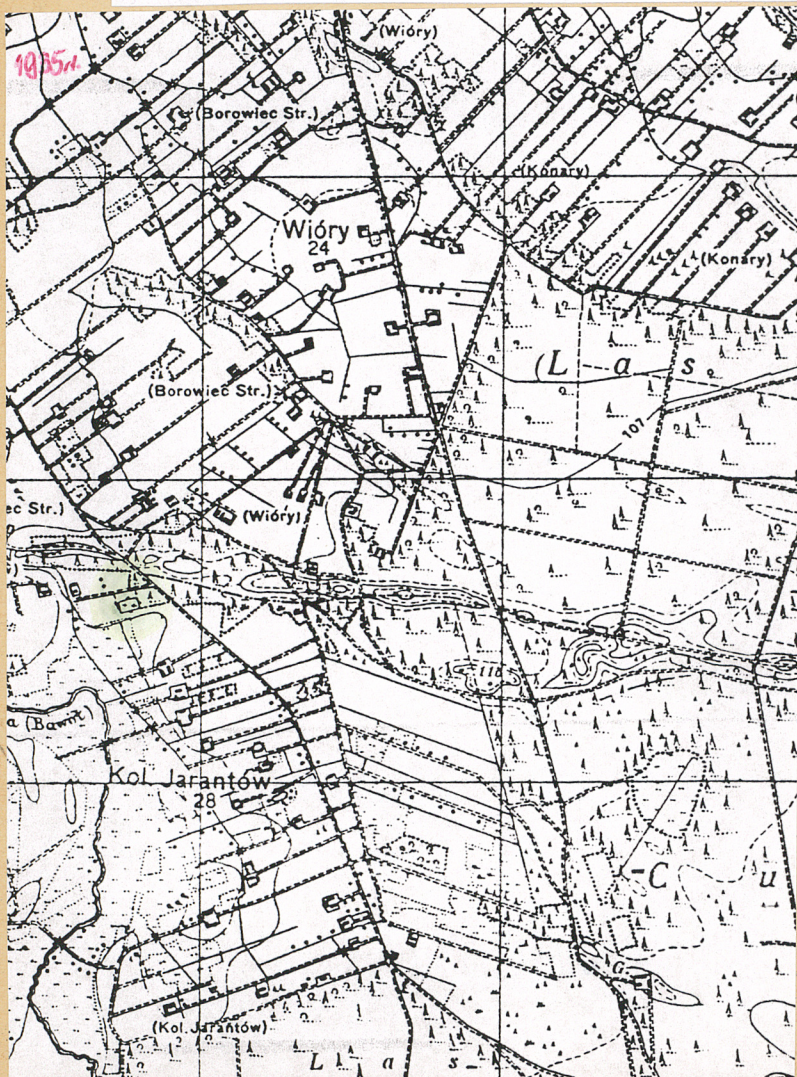 (Wióry)
1935r.
(Borowiec Str.)
(Konary)
Wióry
24
(Konary)
(L a s
(Borowiec Str.)
107
ec Str.)
(Wióry)
110
a (Bawół)
Kol. Jarantów
28
-C u
G
(Kol. Jarantów)
L a s